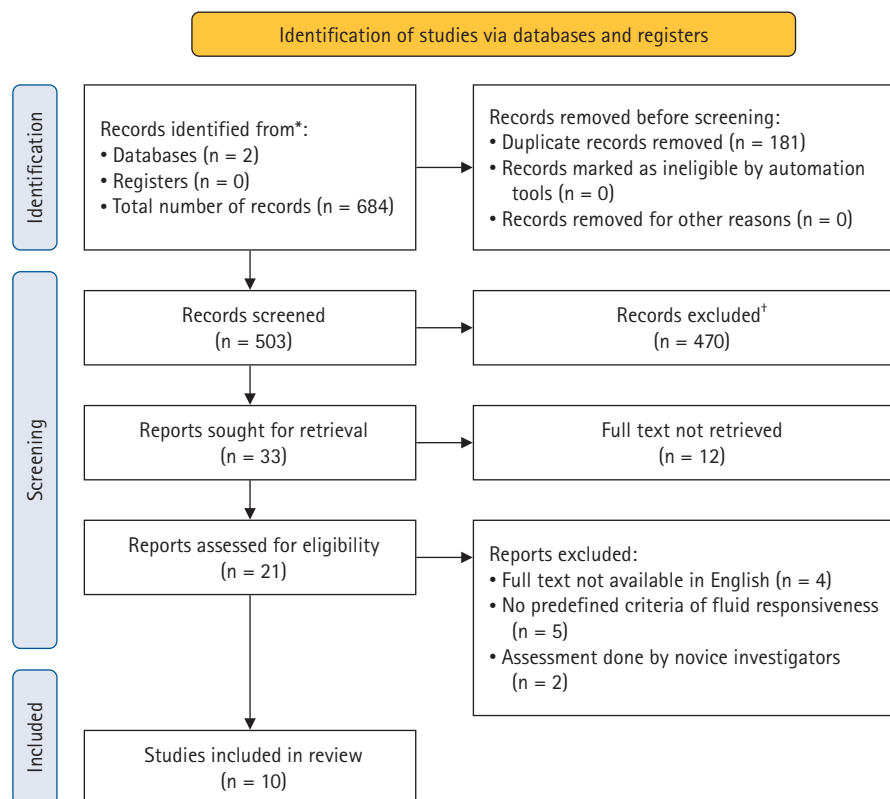 Identification of studies via databases and registers
Identification
Records identified from*:
• Databases (n = 2)
• Registers (n = 0)
• Total number of records (n = 684)
Records removed before screening:
• Duplicate records removed (n = 181)
• Records marked as ineligible by automation
tools (n = 0)
• Records removed for other reasons (n = 0)
Screening
Records screened
(n = 503)
Records excluded†
(n = 470)
Reports sought for retrieval
(n = 33)
Full text not retrieved
(n = 12)
Reports assessed for eligibility
(n = 21)
Reports excluded:
• Full text not available in English (n = 4)
• No predefined criteria of fluid responsiveness
(n = 5)
• Assessment done by novice investigators
(n = 2)
Included
Studies included in review
(n = 10)